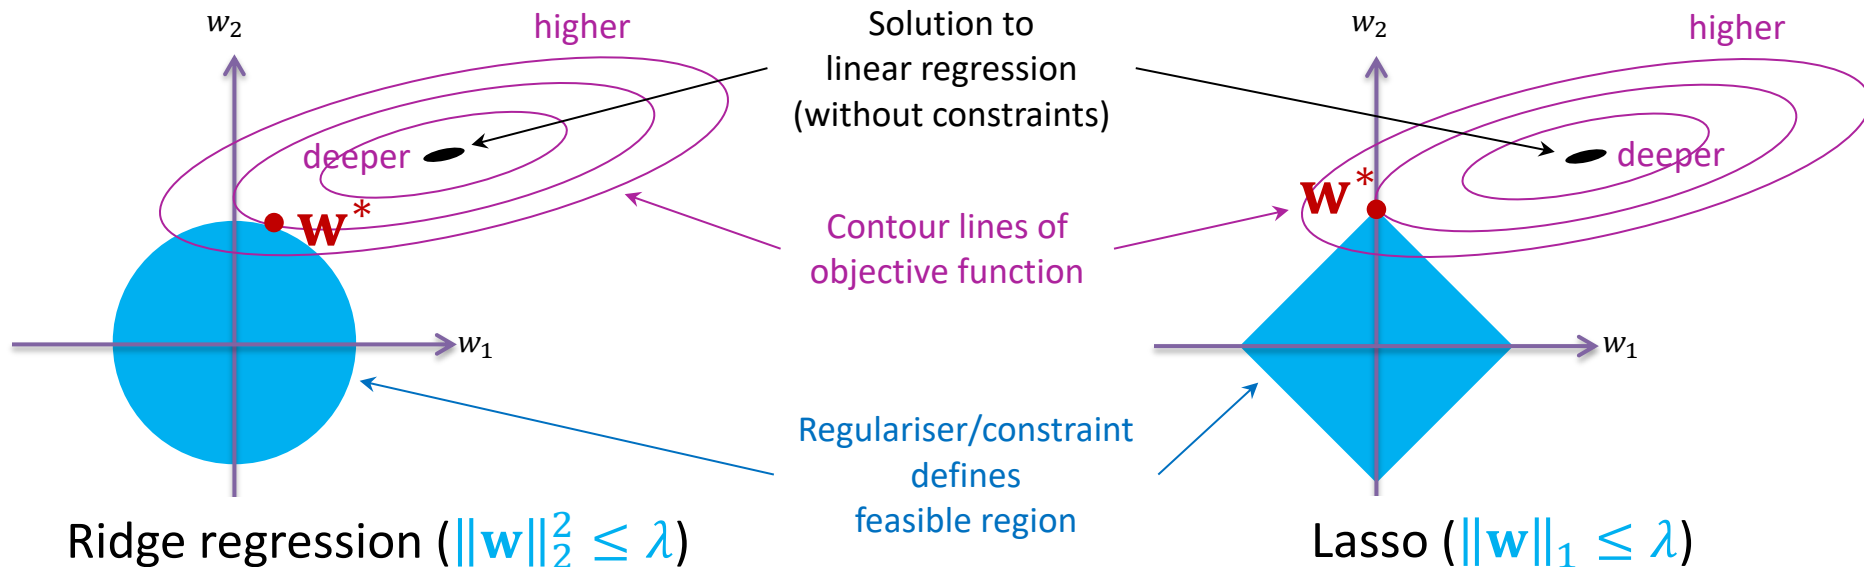 w₂
higher
deeper
w*
w₁
Solution to
linear regression
(without constraints)
Contour lines of
objective function
Regulariser/constraint
defines
feasible region
w₂
higher
deeper
w*
w₁
Ridge regression (‖w‖₂² ≤ λ)
Lasso (‖w‖₁ ≤ λ)